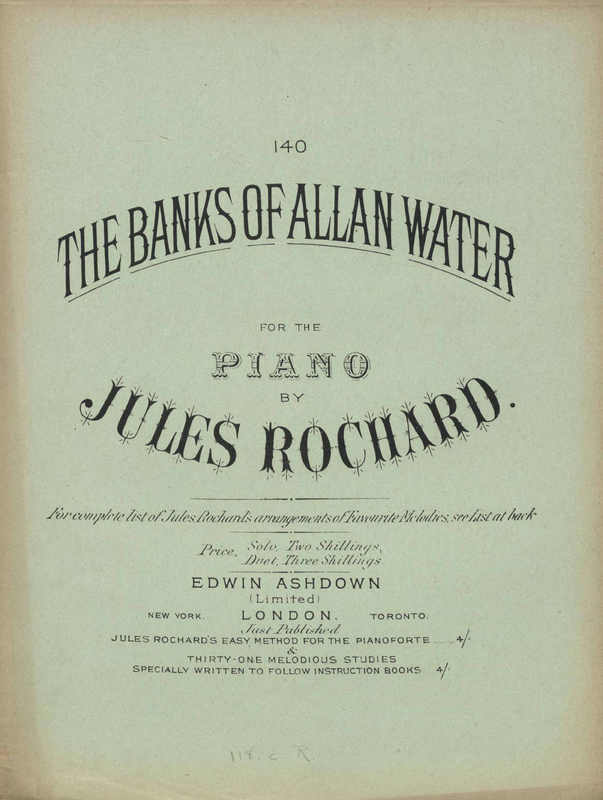 140
THE BANKS OF ALLAN WATER
FOR THE
PIANO
BY
JULES ROCHARD.
For complete list of Jules Rochard's arrangements of Favourite Melodies, see List at back
Price, Solo, Two Shillings,
Duet, Three Shillings
EDWIN ASHDOWN
(Limited)
NEW YORK. LONDON. TORONTO.
Just Published
JULES ROCHARD'S EASY METHOD FOR THE PIANOFORTE ...... 4/-
&
THIRTY-ONE MELODIOUS STUDIES
SPECIALLY WRITTEN TO FOLLOW INSTRUCTION BOOKS 4/-
118. c R.